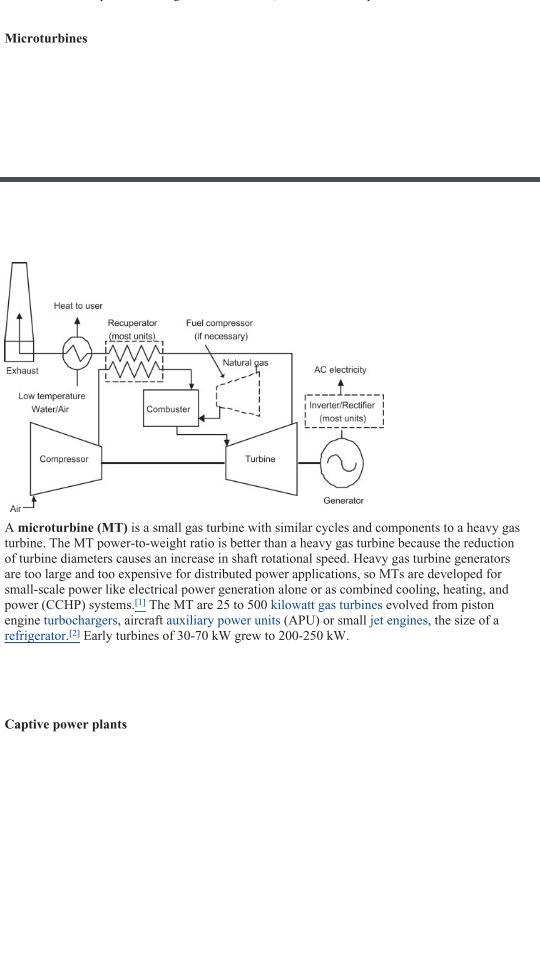 Microturbines
Heat to user
Recuperator
(most units)
Fuel compressor
(if necessary)
Natural gas
Exhaust
AC electricity
Low temperature
Water/Air
Combuster
Inverter/Rectifier
(most units)
Compressor
Turbine
Generator
Air
A microturbine (MT) is a small gas turbine with similar cycles and components to a heavy gas
turbine. The MT power-to-weight ratio is better than a heavy gas turbine because the reduction
of turbine diameters causes an increase in shaft rotational speed. Heavy gas turbine generators
are too large and too expensive for distributed power applications, so MTs are developed for
small-scale power like electrical power generation alone or as combined cooling, heating, and
power (CCHP) systems.[1] The MT are 25 to 500 kilowatt gas turbines evolved from piston
engine turbochargers, aircraft auxiliary power units (APU) or small jet engines, the size of a
refrigerator.[2] Early turbines of 30-70 kW grew to 200-250 kW.
Captive power plants